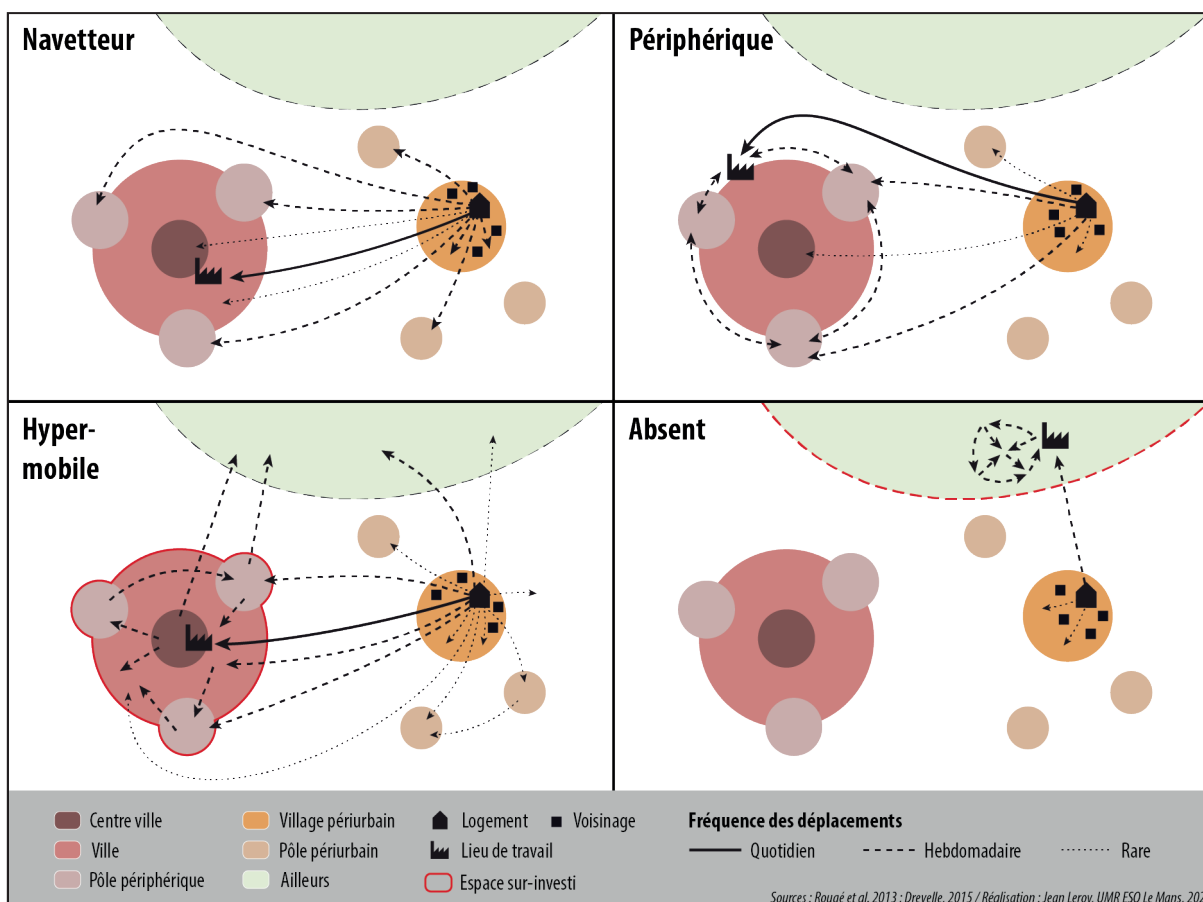 Navetteur
Périphérique
Hyper-
mobile
Absent
Centre ville
Ville
Pôle périphérique
Village périurbain
Pôle périurbain
Ailleurs
Logement
Voisinage
Lieu de travail
Espace sur-investi
Fréquence des déplacements
Quotidien
Hebdomadaire
Rare
Sources : Rougé et al, 2013 ; Drevelle, 2015 / Réalisation : Jean Leroy, UMR ESO Le Mans,